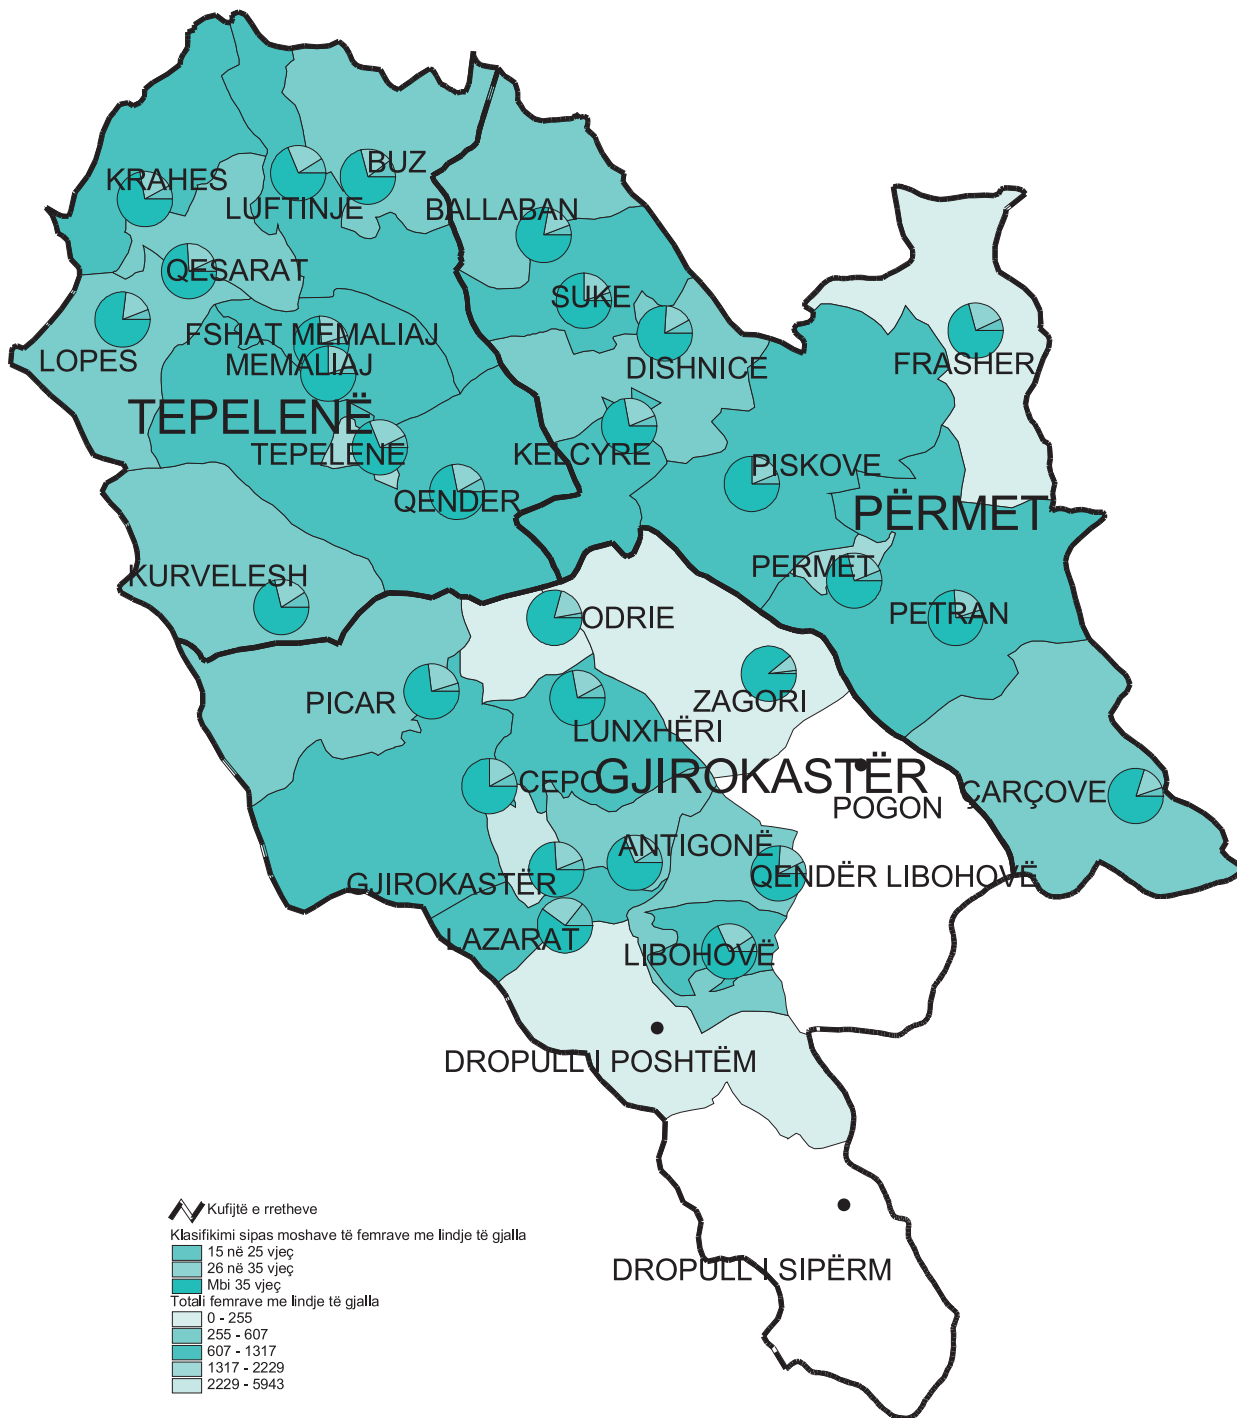 BUZ
KRAHES
LUFTINJE
BALLABAN
QESARAT
SUKE
FSHAT MEMALIAJ
LOPES
MEMALIAJ
DISHNICE
FRASHER
TEPELENË
TEPELENE
KELCYRE
PISKOVE
QENDER
PËRMET
PERMET
KURVELESH
PETRAN
ODRIE
PICAR
ZAGORI
LUNXHËRI
CEPO
GJIROKASTËR
ÇARÇOVE
POGON
ANTIGONË
GJIROKASTËR
QENDËR LIBOHOVË
LAZARAT
LIBOHOVË
DROPULL I POSHTËM
DROPULL I SIPËRM
Kufijtë e rretheve
Klasifikimi sipas moshave të femrave me lindje të gjalla
15 në 25 vjeç
26 në 35 vjeç
Mbi 35 vjeç
Totali femrave me lindje të gjalla
0 - 255
255 - 607
607 - 1317
1317 - 2229
2229 - 5943